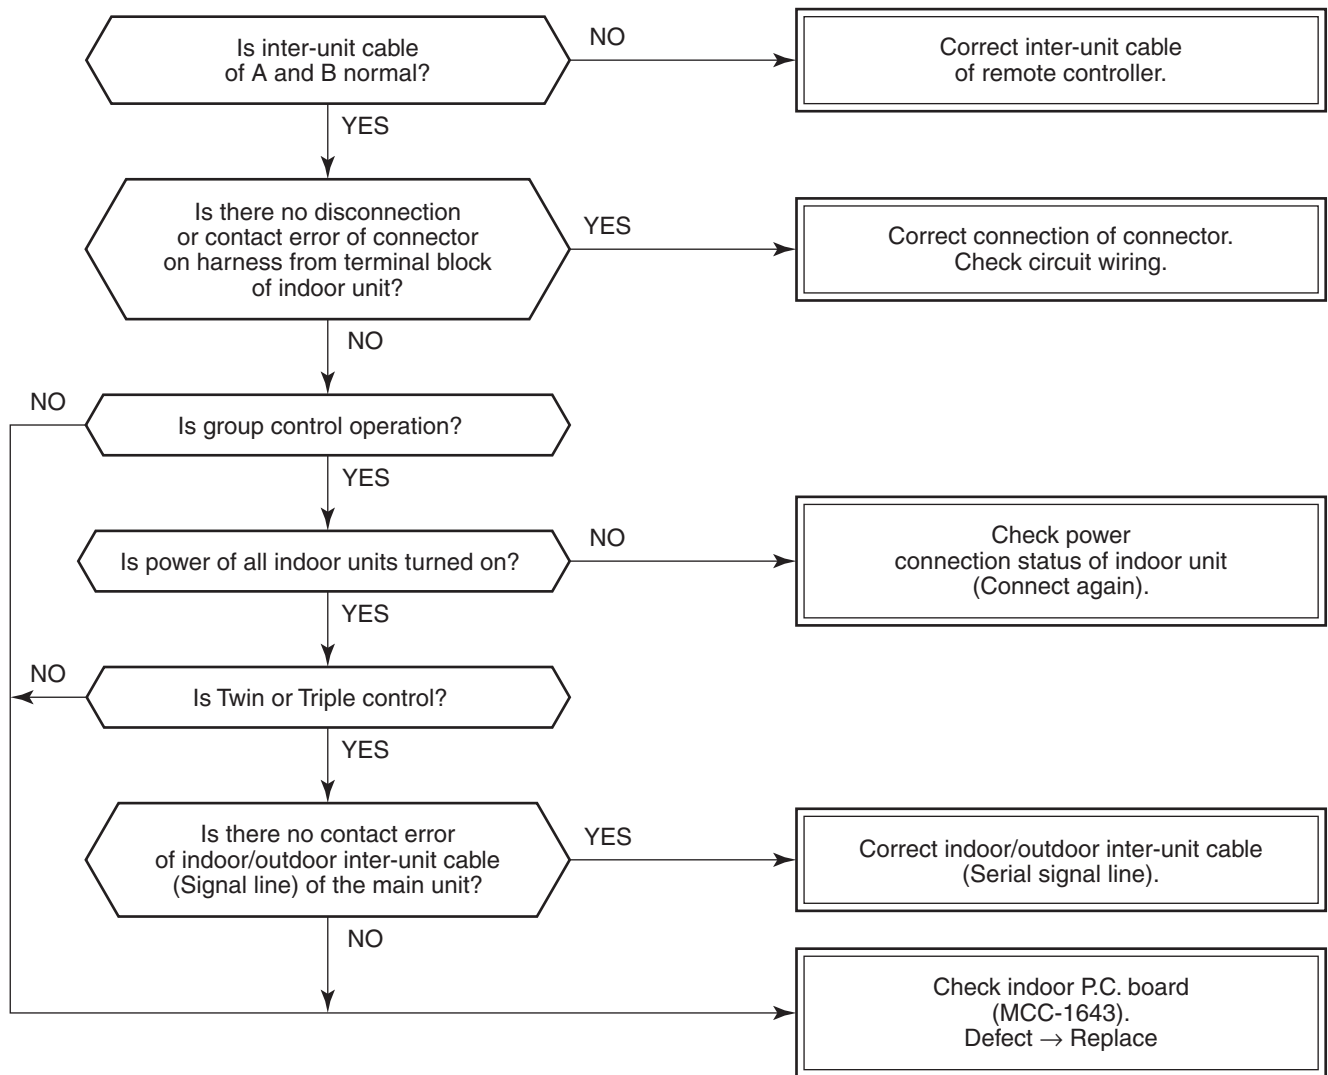 Is inter-unit cable
of A and B normal?
NO
Correct inter-unit cable
of remote controller.
YES
Is there no disconnection
or contact error of connector
on harness from terminal block
of indoor unit?
YES
Correct connection of connector.
Check circuit wiring.
NO
NO
Is group control operation?
YES
Is power of all indoor units turned on?
NO
Check power
connection status of indoor unit
(Connect again).
YES
NO
Is Twin or Triple control?
YES
Is there no contact error
of indoor/outdoor inter-unit cable
(Signal line) of the main unit?
YES
Correct indoor/outdoor inter-unit cable
(Serial signal line).
NO
Check indoor P.C. board
(MCC-1643).
Defect → Replace